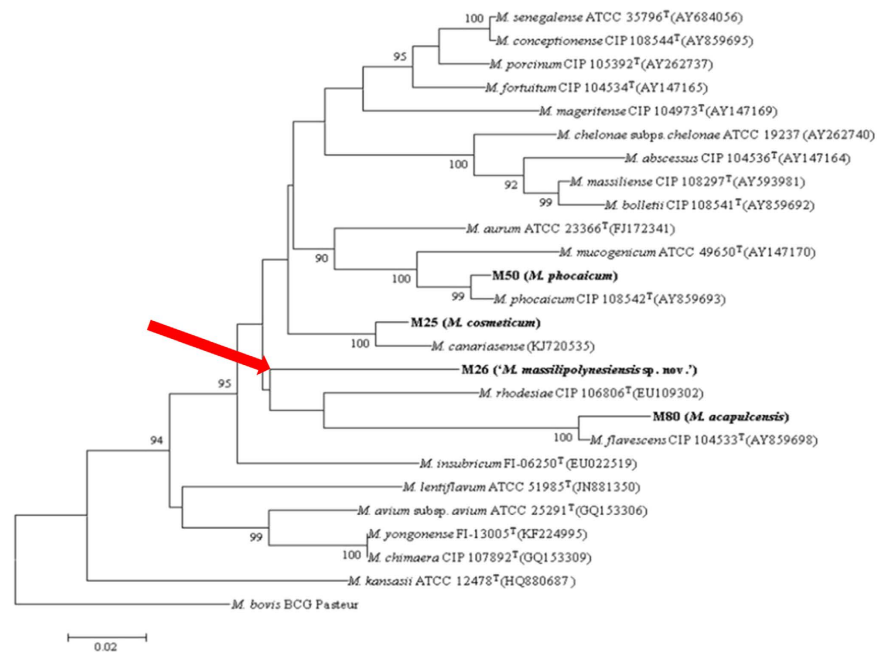 100
M. senegalense ATCC 35796T(AY684056)
M. conceptionense CIP 108544T(AY859695)
95
M. porcinum CIP 105392T(AY262737)
M. fortuitum CIP 104534T(AY147165)
M. mageritense CIP 104973T(AY147169)
M. chelonae subps.chelonae ATCC 19237 (AY262740)
100
M. abscessus CIP 104536T(AY147164)
92
M. massiliense CIP 108297T(AY593981)
99
M. bolletii CIP 108541T(AY859692)
M. aurum ATCC 23366T(FJ172341)
90
M. mucogenicum ATCC 49650T(AY147170)
100
M50 (M. phocaicum)
99
M. phocaicum CIP 108542T(AY859693)
M25 (M. cosmeticum)
100
M. canariasense (KJ720535)
M26 (‘M. massilipolynesiensis sp. nov.’)
95
M. rhodesiae CIP 106806T(EU109302)
M80 (M. acapulcensis)
100
M. flavescens CIP 104533T(AY859698)
94
M. insubricum FI-06250T(EU022519)
M. lentiflavum ATCC 51985T(JN881350)
M. avium subsp. avium ATCC 25291T(GQ153306)
99
M. yongonense FI-13005T(KF224995)
100
M. chimaera CIP 107892T(GQ153309)
M. kansasii ATCC 12478T(HQ880687)
M. bovis BCG Pasteur
0.02